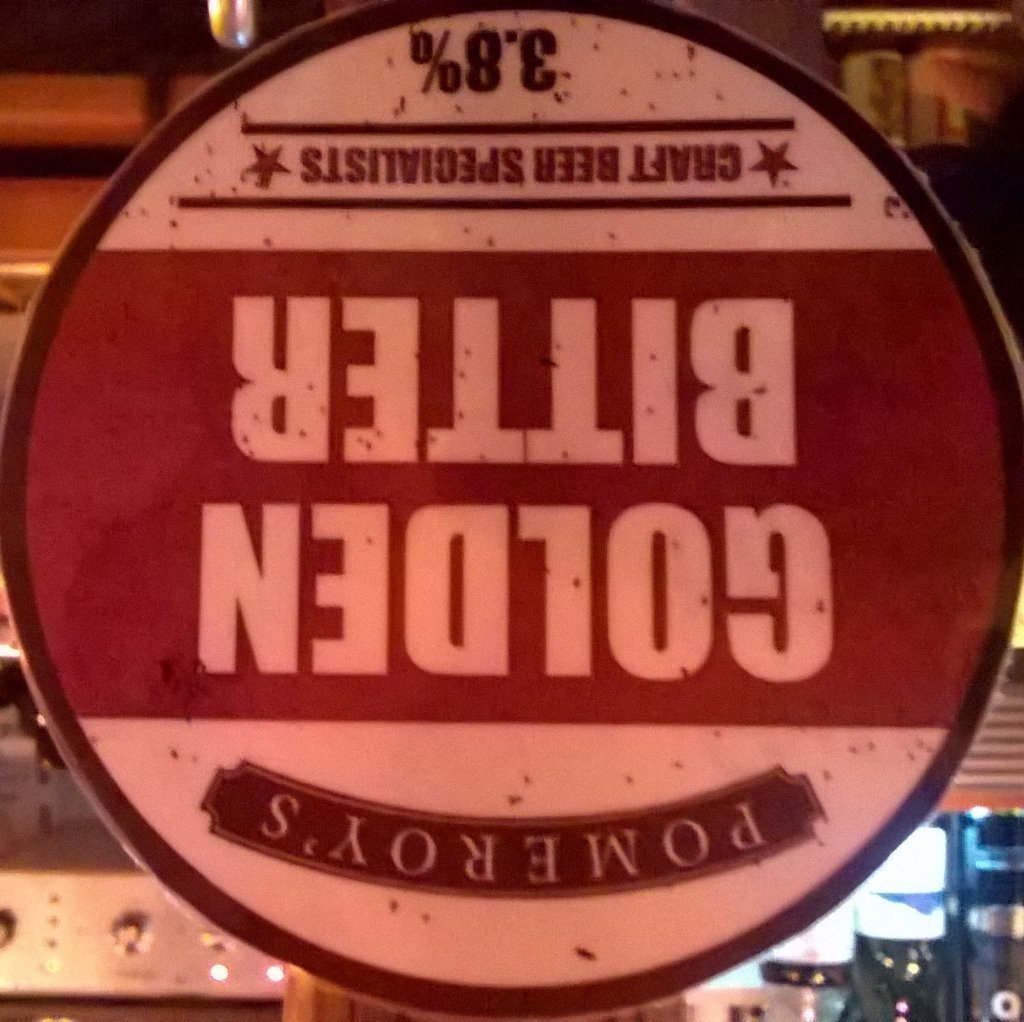 POMEROY'S
GOLDEN
BITTER
CRAFT BEER SPECIALISTS
3.8%